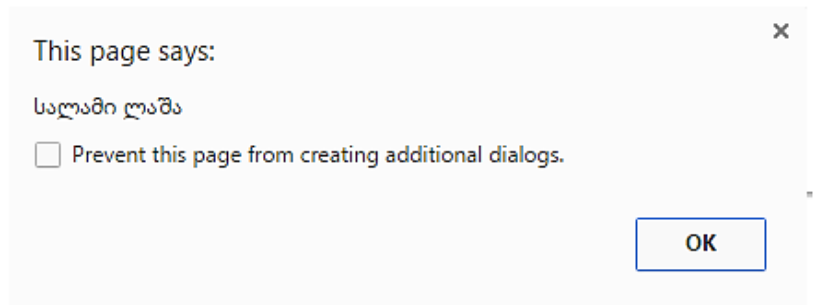 This page says:
სალამი ლაშა
Prevent this page from creating additional dialogs.
OK